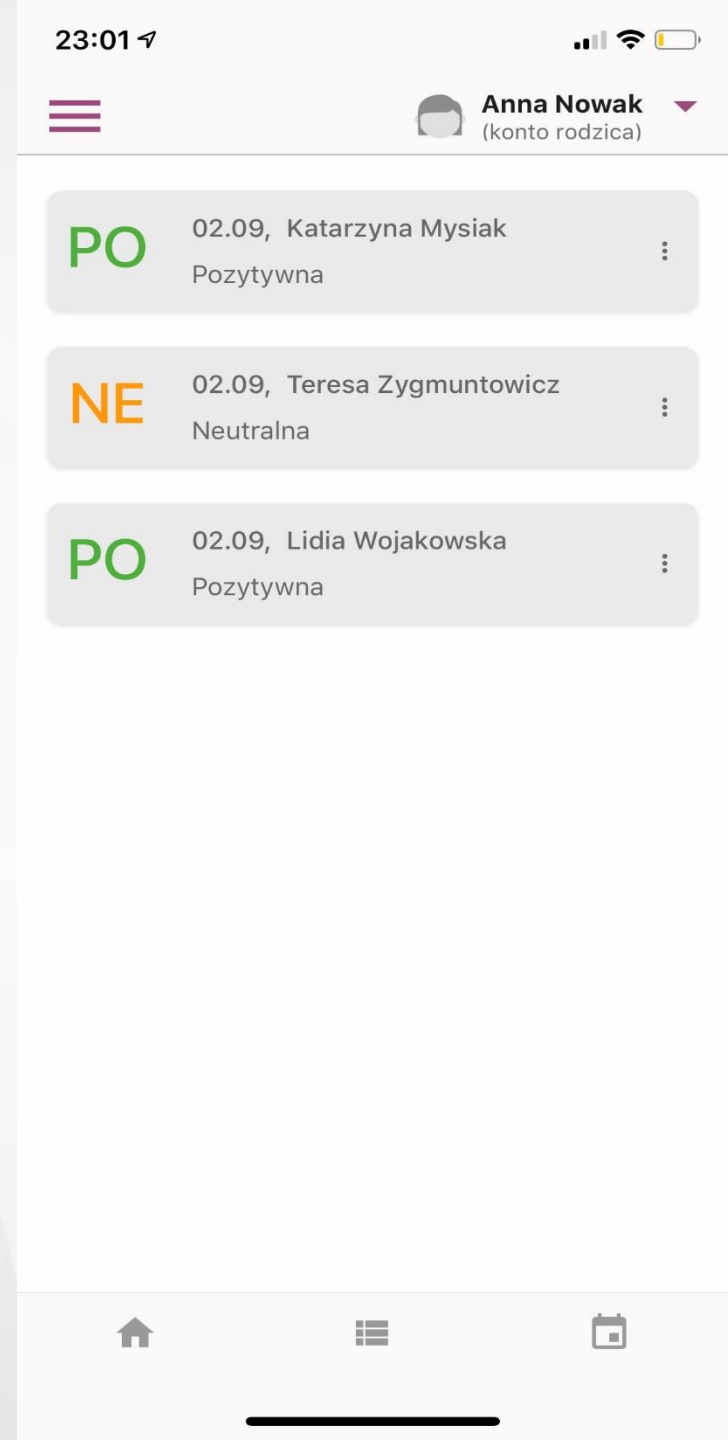 23:01
Anna Nowak
(konto rodzica)
PO
02.09, Katarzyna Mysiak
Pozytywna
NE
02.09, Teresa Zygmuntowicz
Neutralna
PO
02.09, Lidia Wojakowska
Pozytywna